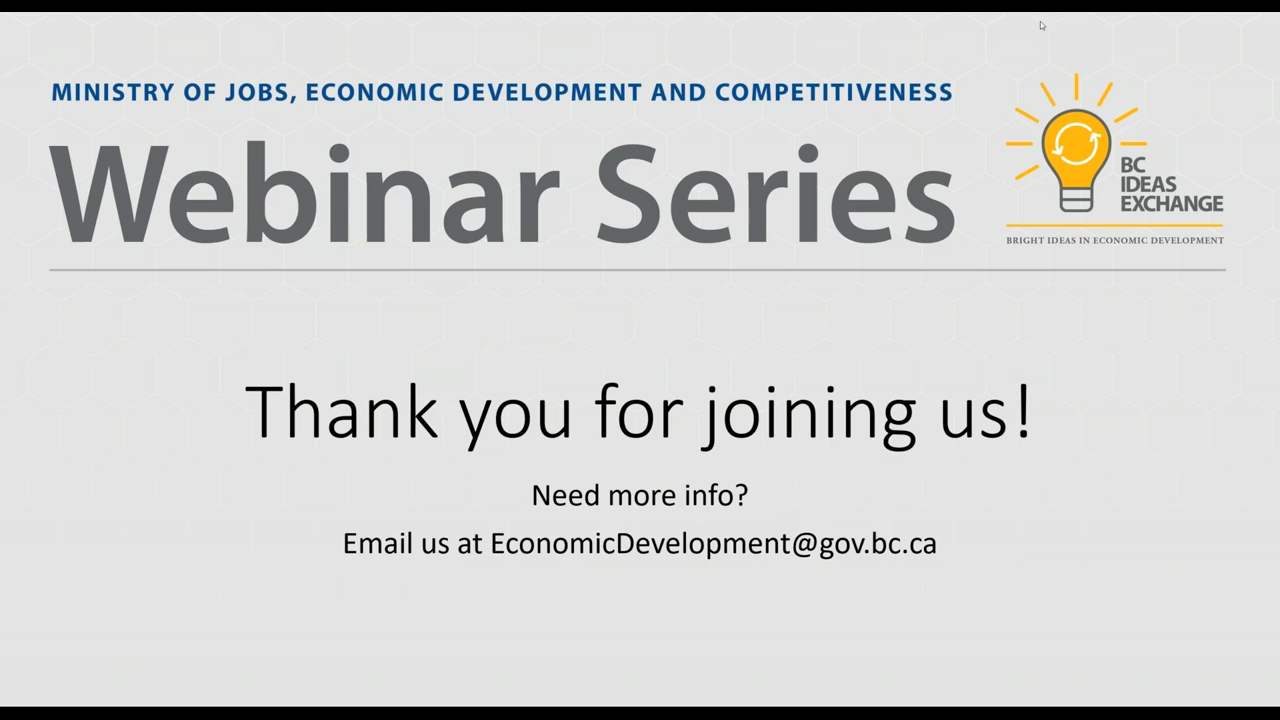 MINISTRY OF JOBS, ECONOMIC DEVELOPMENT AND COMPETITIVENESS
Webinar Series
BC
IDEAS
EXCHANGE
BRIGHT IDEAS IN ECONOMIC DEVELOPMENT
Thank you for joining us!
Need more info?
Email us at EconomicDevelopment@gov.bc.ca